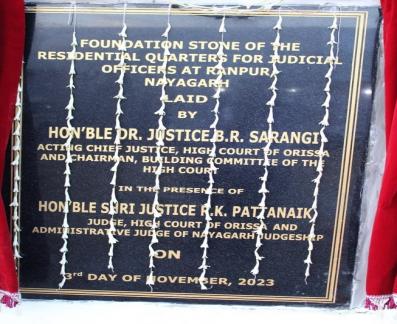 FOUNDATION STONE OF THE
RESIDENTIAL QUARTERS FOR JUDICIAL
OFFICERS AT RANPUR,
NAYAGARH
LAID
BY
HON'BLE DR. JUSTICE B.R. SARANGI
ACTING CHIEF JUSTICE, HIGH COURT OF ORISSA
AND CHAIRMAN, BUILDING COMMITTEE OF THE
HIGH COURT
IN THE PRESENCE OF
HON'BLE SHRI JUSTICE R.K. PATTANAIK
JUDGE, HIGH COURT OF ORISSA AND
ADMINISTRATIVE JUDGE OF NAYAGARH JUDGESHIP
ON
3rd DAY OF NOVEMBER, 2023